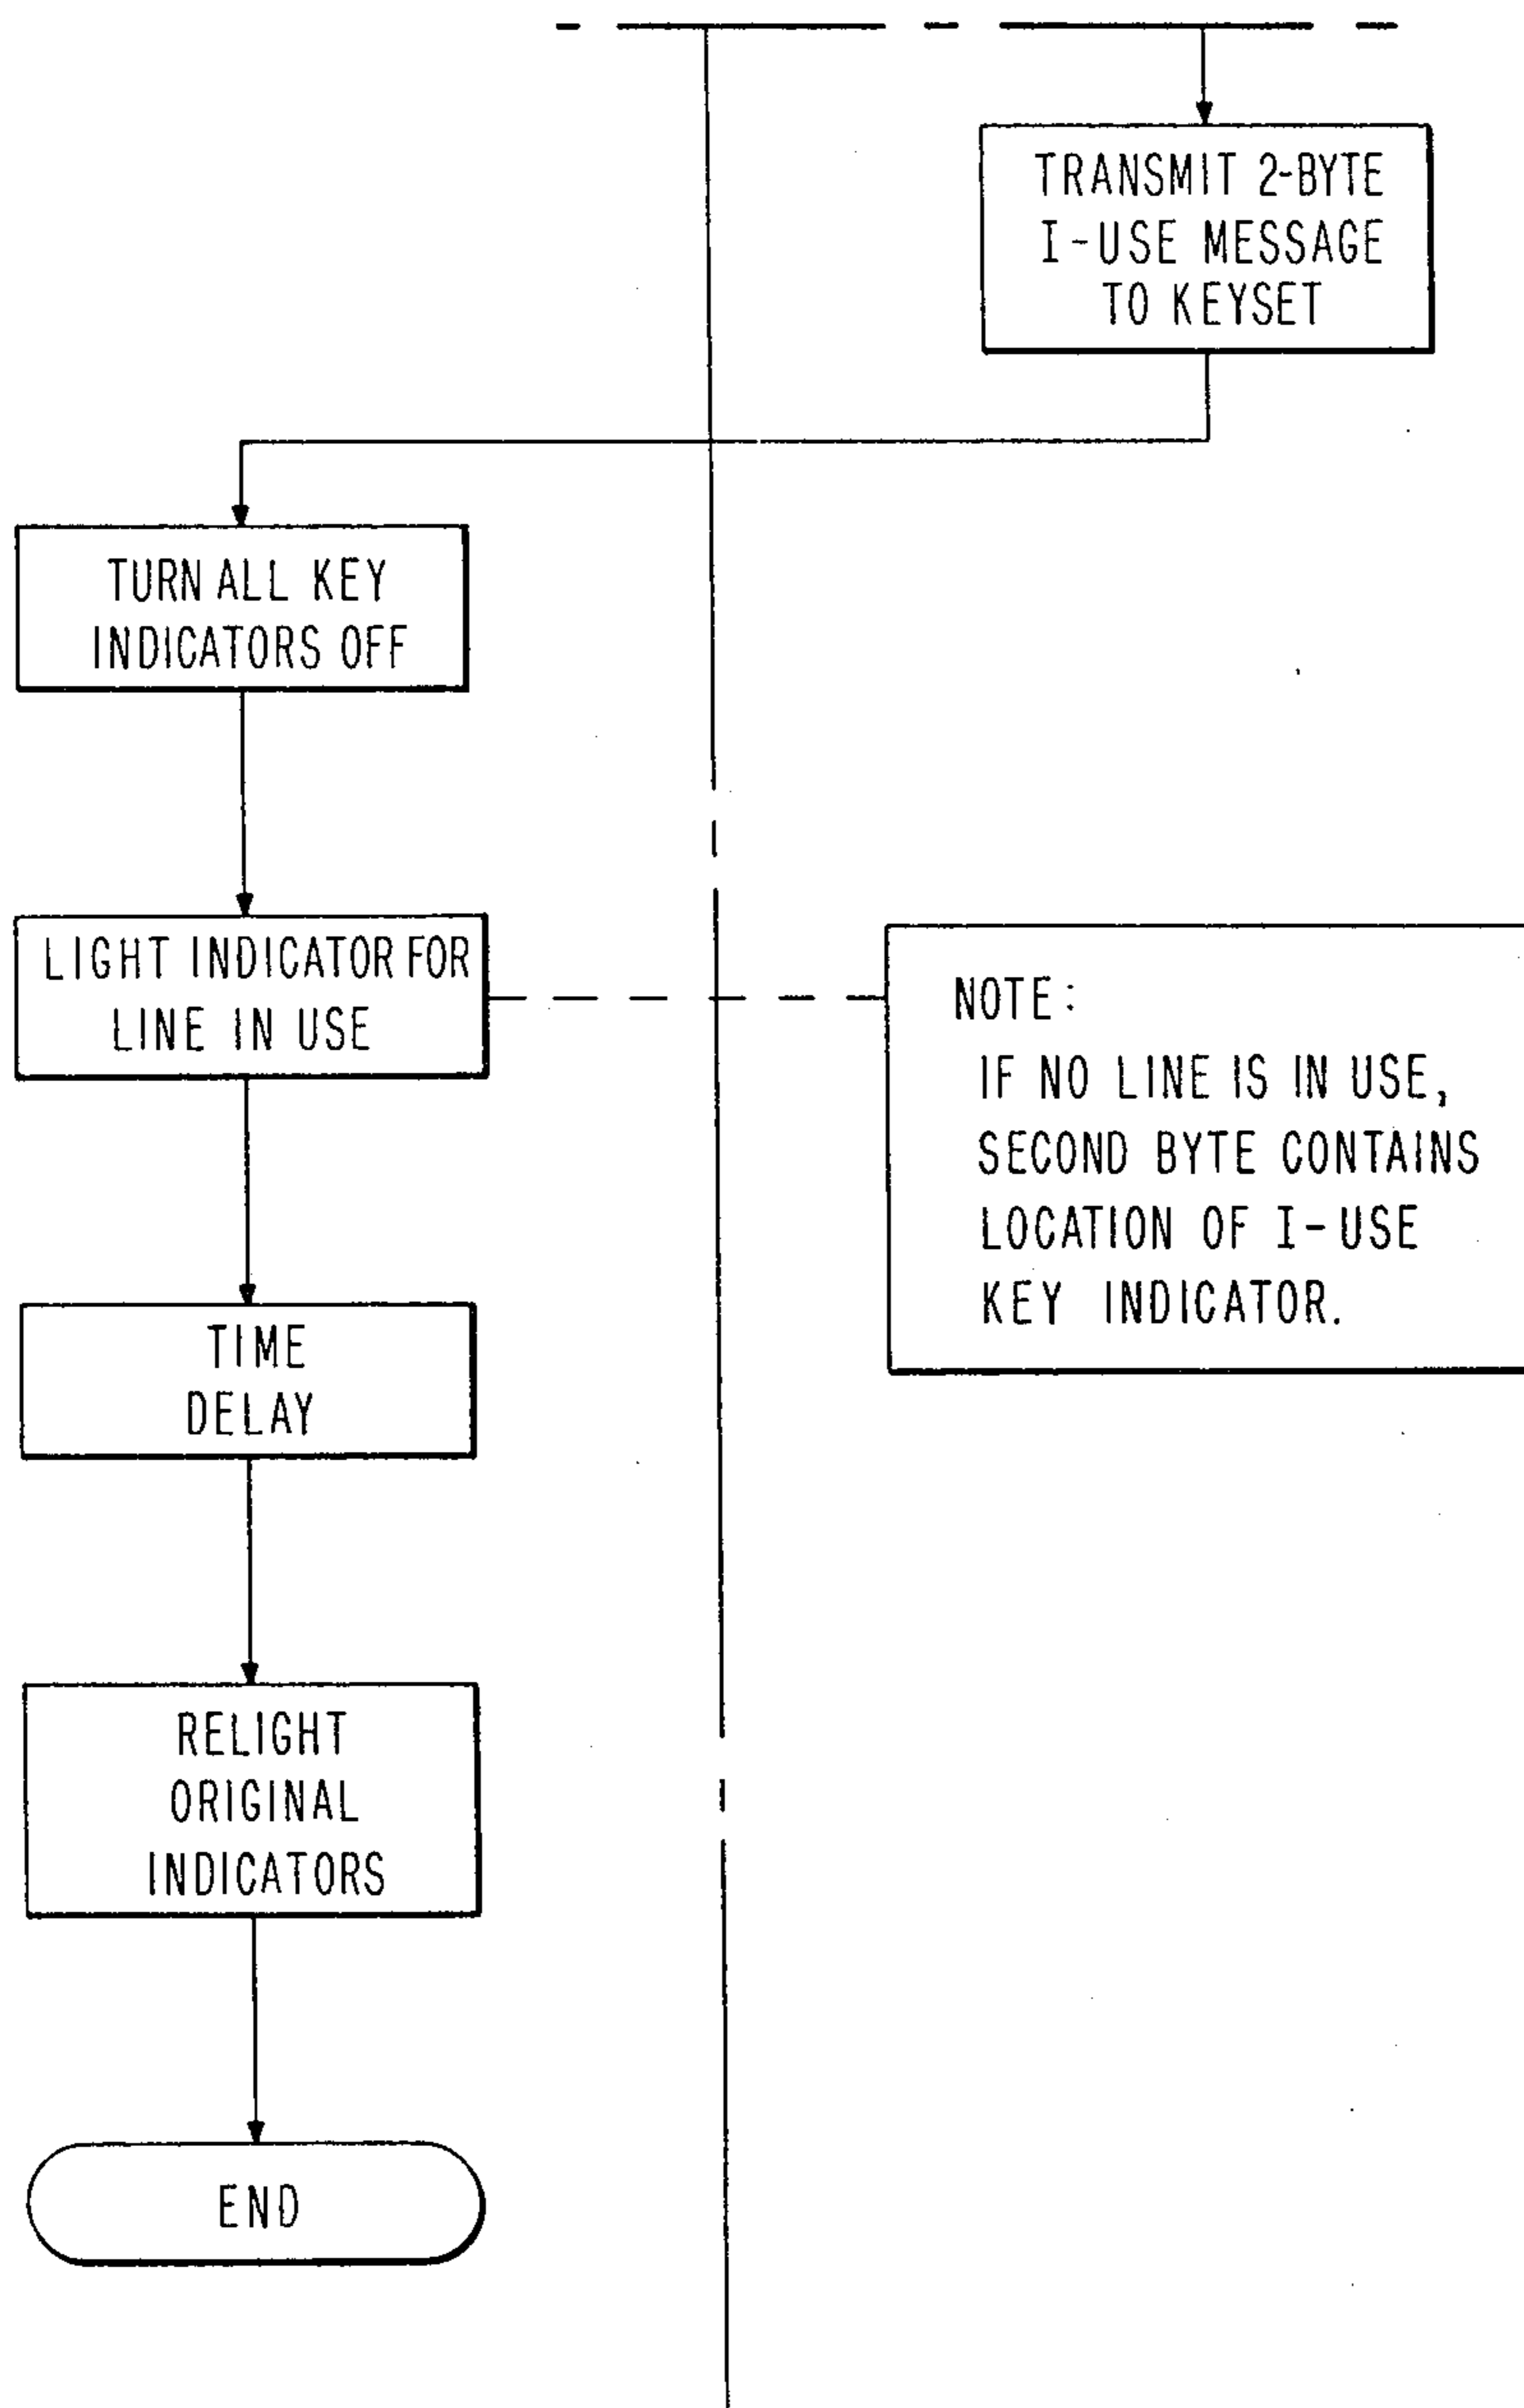 TRANSMIT 2-BYTE
I-USE MESSAGE
TO KEYSET
TURN ALL KEY
INDICATORS OFF
LIGHT INDICATOR FOR
LINE IN USE
NOTE:
IF NO LINE IS IN USE,
SECOND BYTE CONTAINS
LOCATION OF I-USE
KEY INDICATOR.
TIME
DELAY
RELIGHT
ORIGINAL
INDICATORS
END